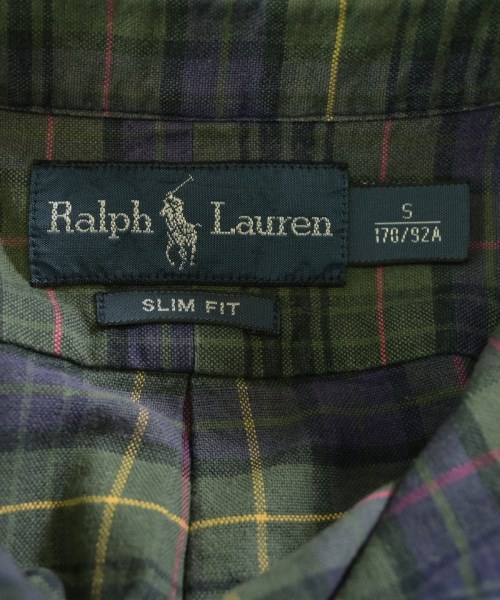 Ralph Lauren
S
170/92A
SLIM FIT